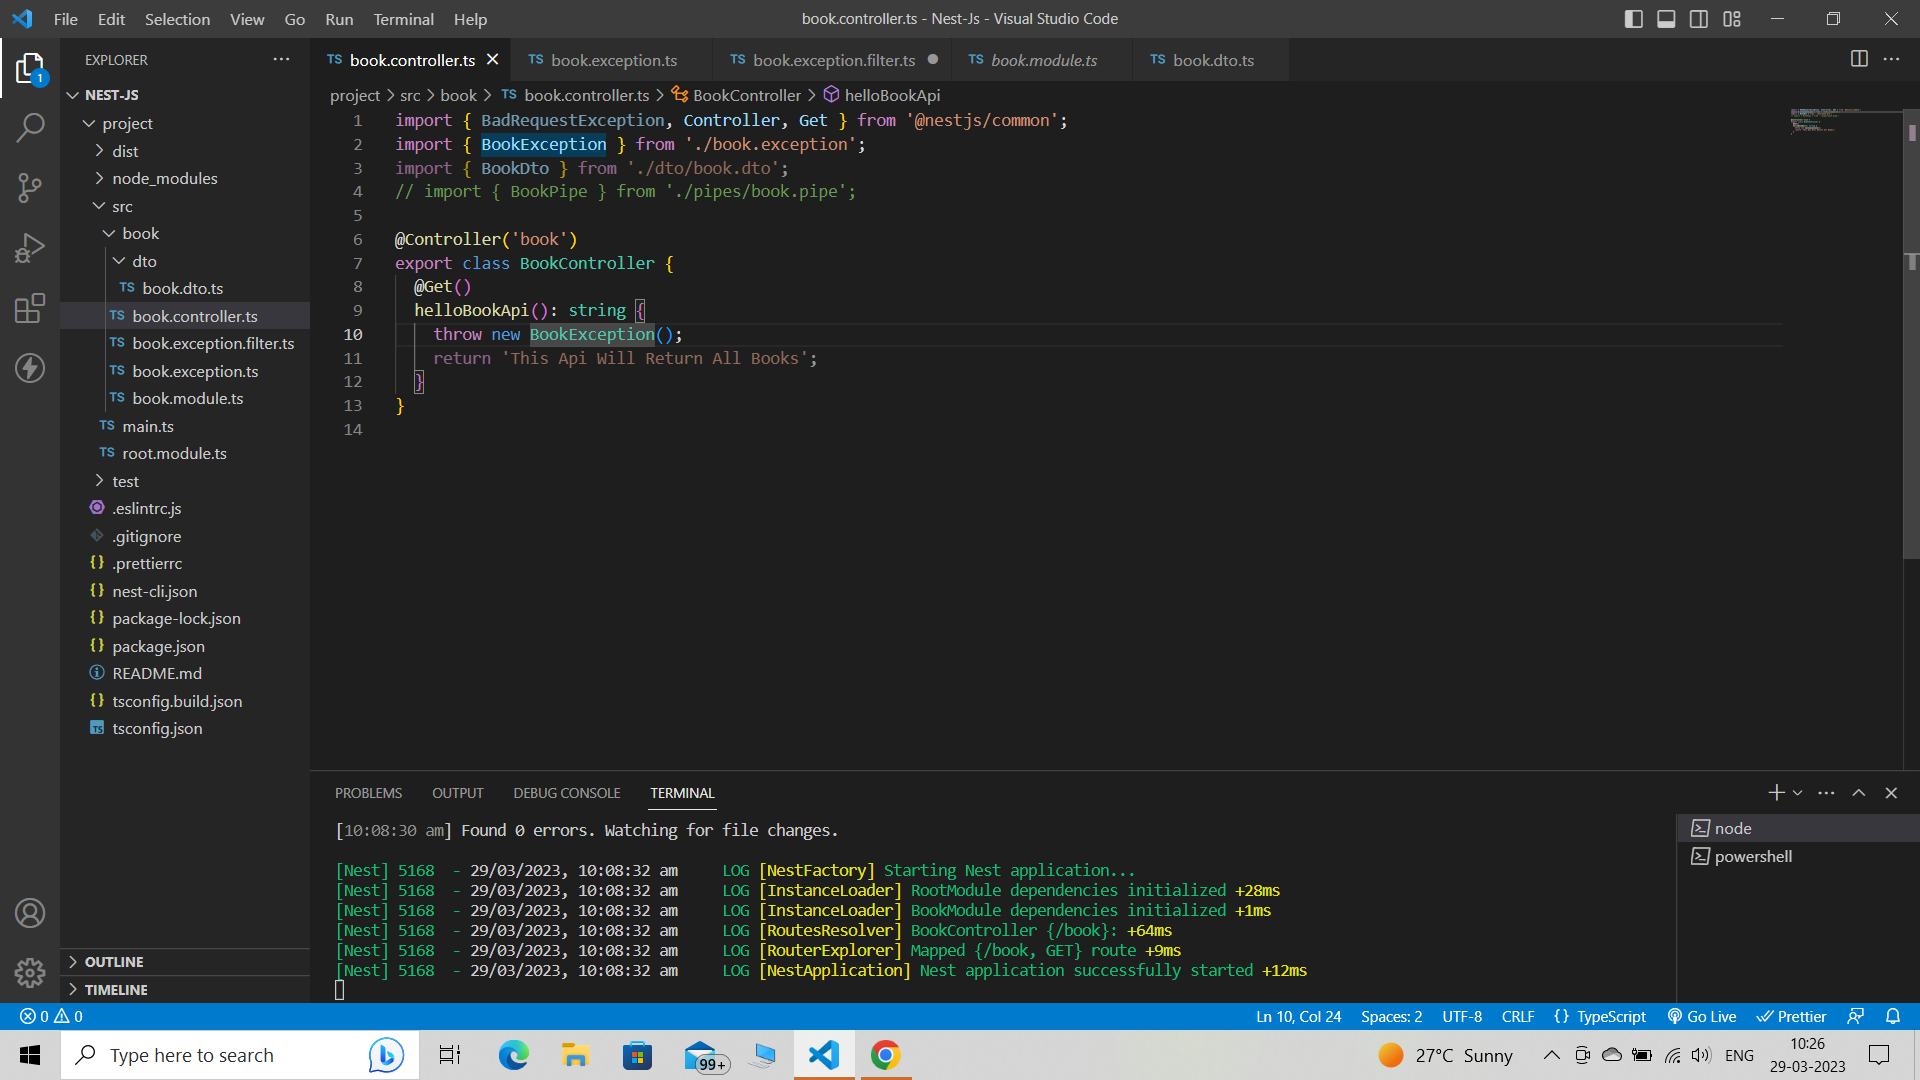 File Edit Selection View Go Run Terminal Help
book.controller.ts - Nest-Js - Visual Studio Code
EXPLORER
1
NEST-JS
project
dist
node_modules
src
book
dto
TS book.dto.ts
TS book.controller.ts
TS book.exception.filter.ts
TS book.exception.ts
TS book.module.ts
TS main.ts
TS root.module.ts
test
.eslintrc.js
.gitignore
{} .prettierrc
{} nest-cli.json
{} package-lock.json
{} package.json
README.md
{} tsconfig.build.json
TS tsconfig.json
OUTLINE
TIMELINE
TS book.controller.ts TS book.exception.ts TS book.exception.filter.ts TS book.module.ts TS book.dto.ts
project > src > book > TS book.controller.ts > BookController > helloBookApi
1 import { BadRequestException, Controller, Get } from '@nestjs/common';
2 import { BookException } from './book.exception';
3 import { BookDto } from './dto/book.dto';
4 // import { BookPipe } from './pipes/book.pipe';
5
6 @Controller('book')
7 export class BookController {
8 @Get()
9 helloBookApi(): string {
10 throw new BookException();
11 return 'This Api Will Return All Books';
12 }
13 }
14
PROBLEMS OUTPUT DEBUG CONSOLE TERMINAL
[10:08:30 am] Found 0 errors. Watching for file changes.
[Nest] 5168 - 29/03/2023, 10:08:32 am LOG [NestFactory] Starting Nest application...
[Nest] 5168 - 29/03/2023, 10:08:32 am LOG [InstanceLoader] RootModule dependencies initialized +28ms
[Nest] 5168 - 29/03/2023, 10:08:32 am LOG [InstanceLoader] BookModule dependencies initialized +1ms
[Nest] 5168 - 29/03/2023, 10:08:32 am LOG [RoutesResolver] BookController {/book}: +64ms
[Nest] 5168 - 29/03/2023, 10:08:32 am LOG [RouterExplorer] Mapped {/book, GET} route +9ms
[Nest] 5168 - 29/03/2023, 10:08:32 am LOG [NestApplication] Nest application successfully started +12ms
node
powershell
0 0
Ln 10, Col 24 Spaces: 2 UTF-8 CRLF {} TypeScript Go Live Prettier
Type here to search
99+
27°C Sunny
ENG
10:26
29-03-2023